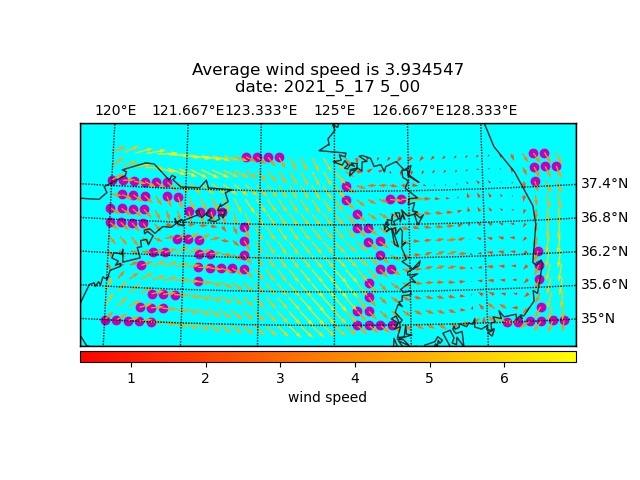 Average wind speed is 3.934547
date: 2021_5_17 5_00
120°E 121.667°E 123.333°E 125°E 126.667°E 128.333°E
37.4°N
36.8°N
36.2°N
35.6°N
35°N
1 2 3 4 5 6
wind speed